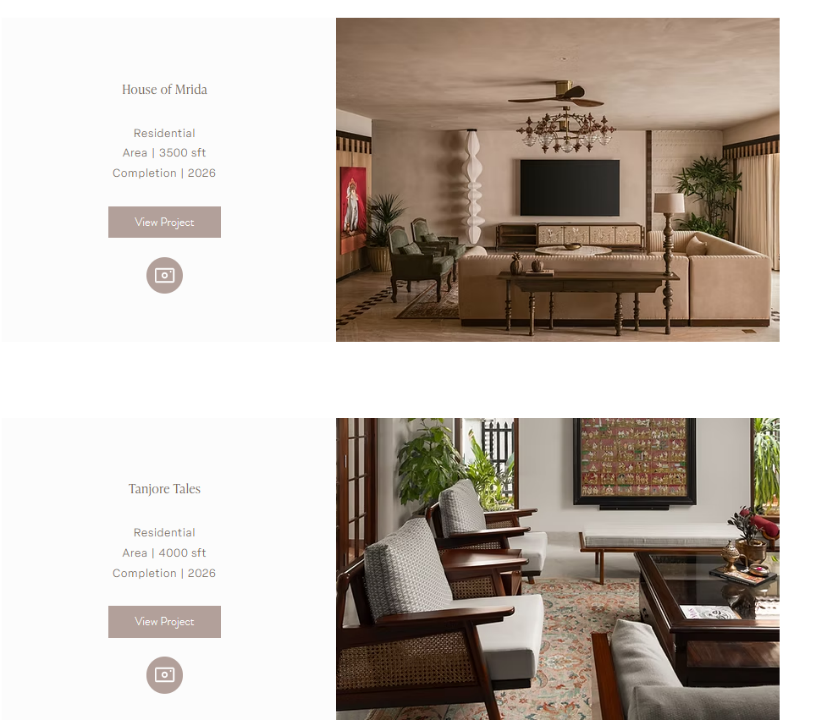 House of Mrida
Residential
Area | 3500 sft
Completion | 2026
View Project
Tanjore Tales
Residential
Area | 4000 sft
Completion | 2026
View Project